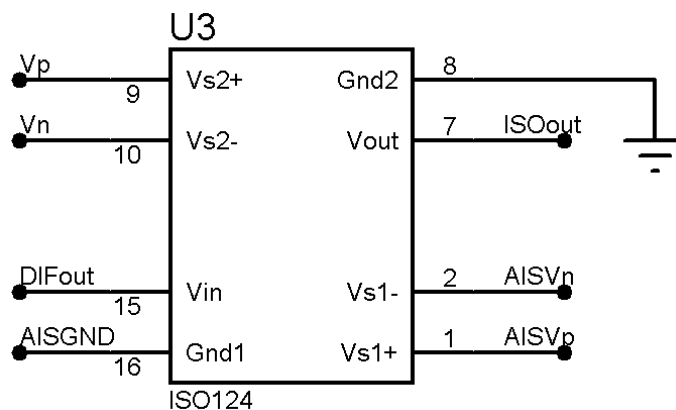 U3
Vp 9 Vs2+ Gnd2 8
Vn 10 Vs2- Vout 7 ISOout
DIFout 15 Vin Vs1- 2 AISVn
AISGND 16 Gnd1 Vs1+ 1 AISVp
ISO124